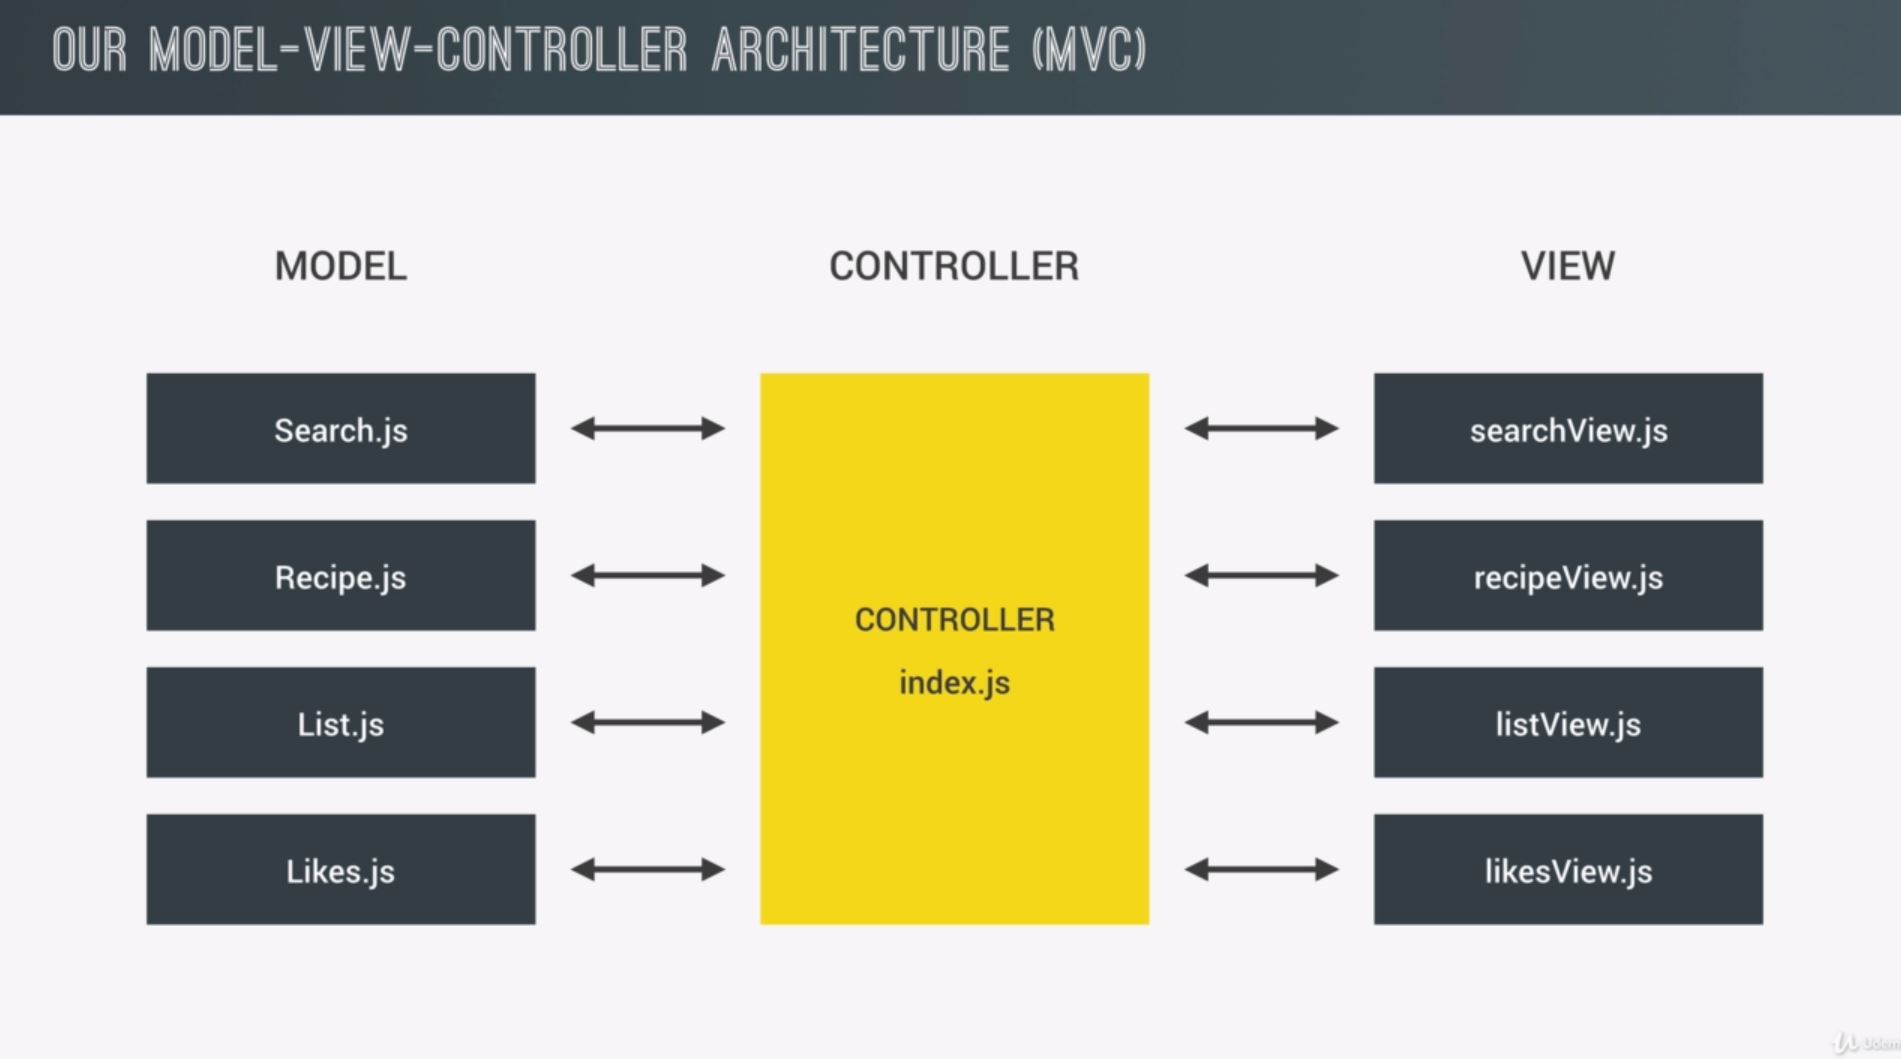 OUR MODEL-VIEW-CONTROLLER ARCHITECTURE (MVC)
MODEL
CONTROLLER
VIEW
Search.js
Recipe.js
List.js
Likes.js
CONTROLLER
index.js
searchView.js
recipeView.js
listView.js
likesView.js